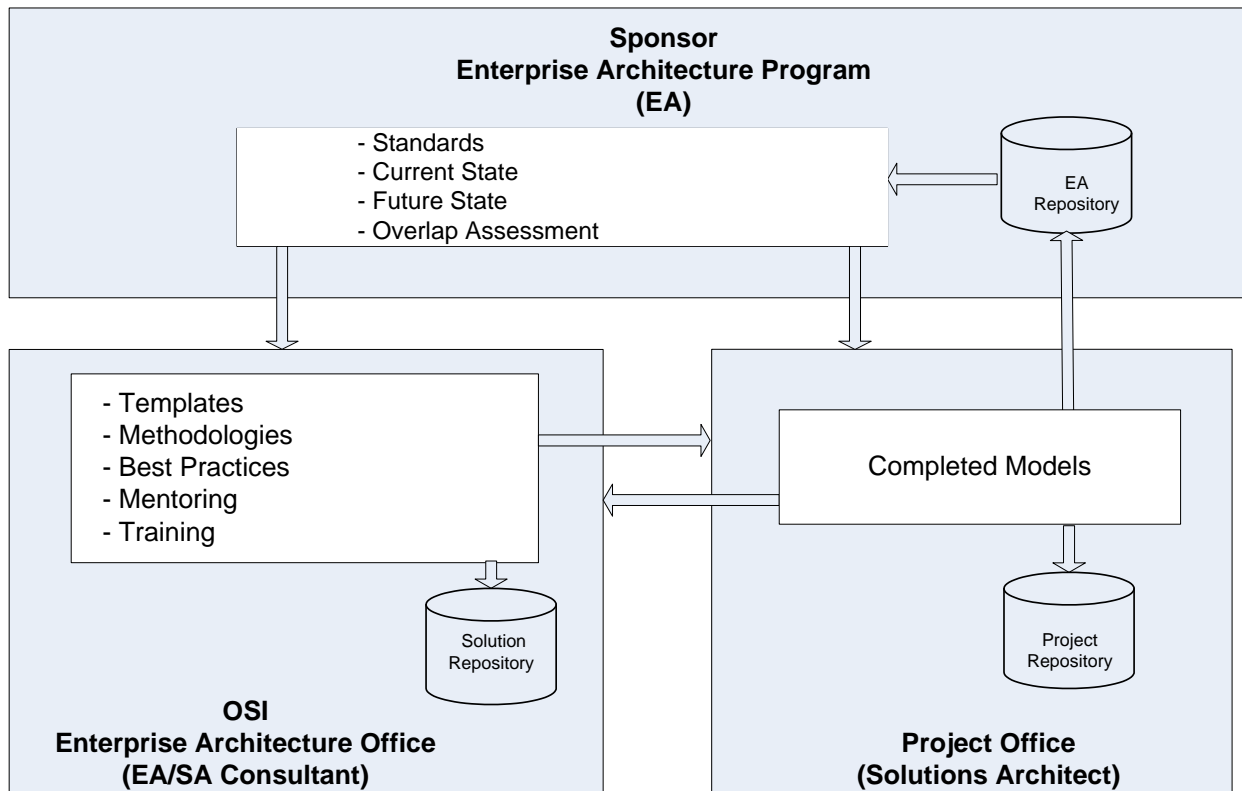 Sponsor
Enterprise Architecture Program
(EA)
- Standards
- Current State
- Future State
- Overlap Assessment
EA
Repository
- Templates
- Methodologies
- Best Practices
- Mentoring
- Training
Solution
Repository
OSI
Enterprise Architecture Office
(EA/SA Consultant)
Completed Models
Project
Repository
Project Office
(Solutions Architect)